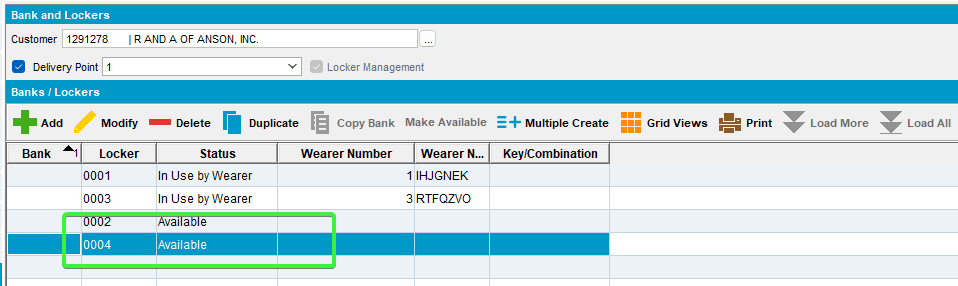 Bank and Lockers
Customer 1291278 | R AND A OF ANSON, INC. ...
Delivery Point 1 Locker Management
Banks / Lockers
Add Modify Delete Duplicate Copy Bank Make Available Multiple Create Grid Views Print Load More Load All
Bank 1 Locker Status Wearer Number Wearer N... Key/Combination
0001 In Use by Wearer 1 IHJGNEK
0003 In Use by Wearer 3 RTFQZVO
0002 Available
0004 Available